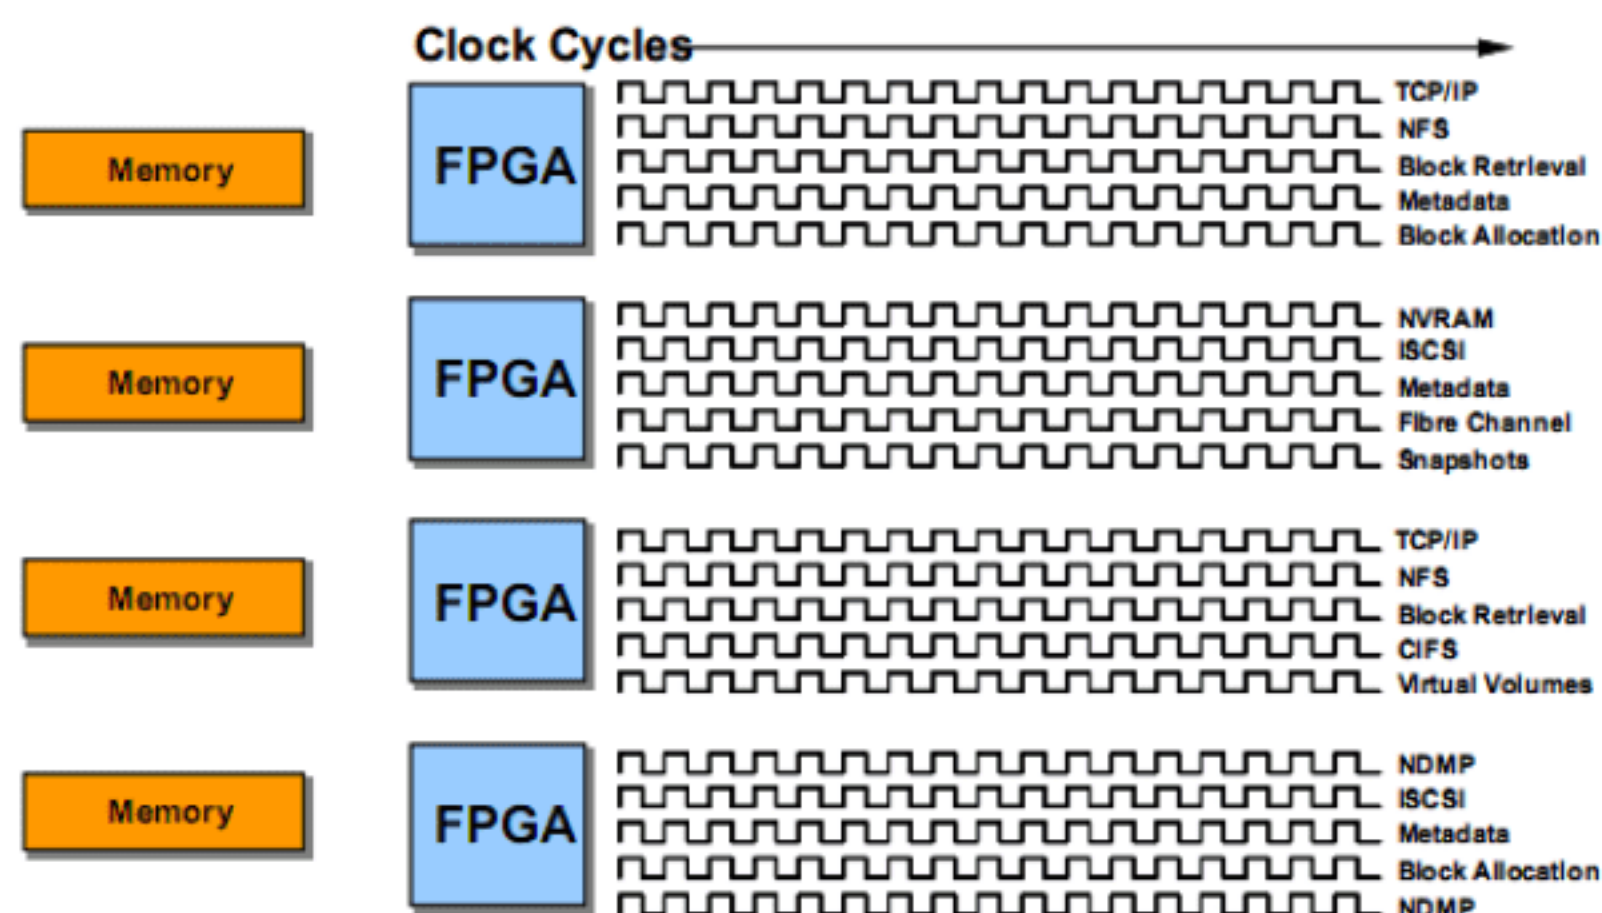 Clock Cycles
Memory
FPGA
TCP/IP
NFS
Block Retrieval
Metadata
Block Allocation
Memory
FPGA
NVRAM
ISCSI
Metadata
Fibre Channel
Snapshots
Memory
FPGA
TCP/IP
NFS
Block Retrieval
CIFS
Virtual Volumes
Memory
FPGA
NDMP
ISCSI
Metadata
Block Allocation
NDMP